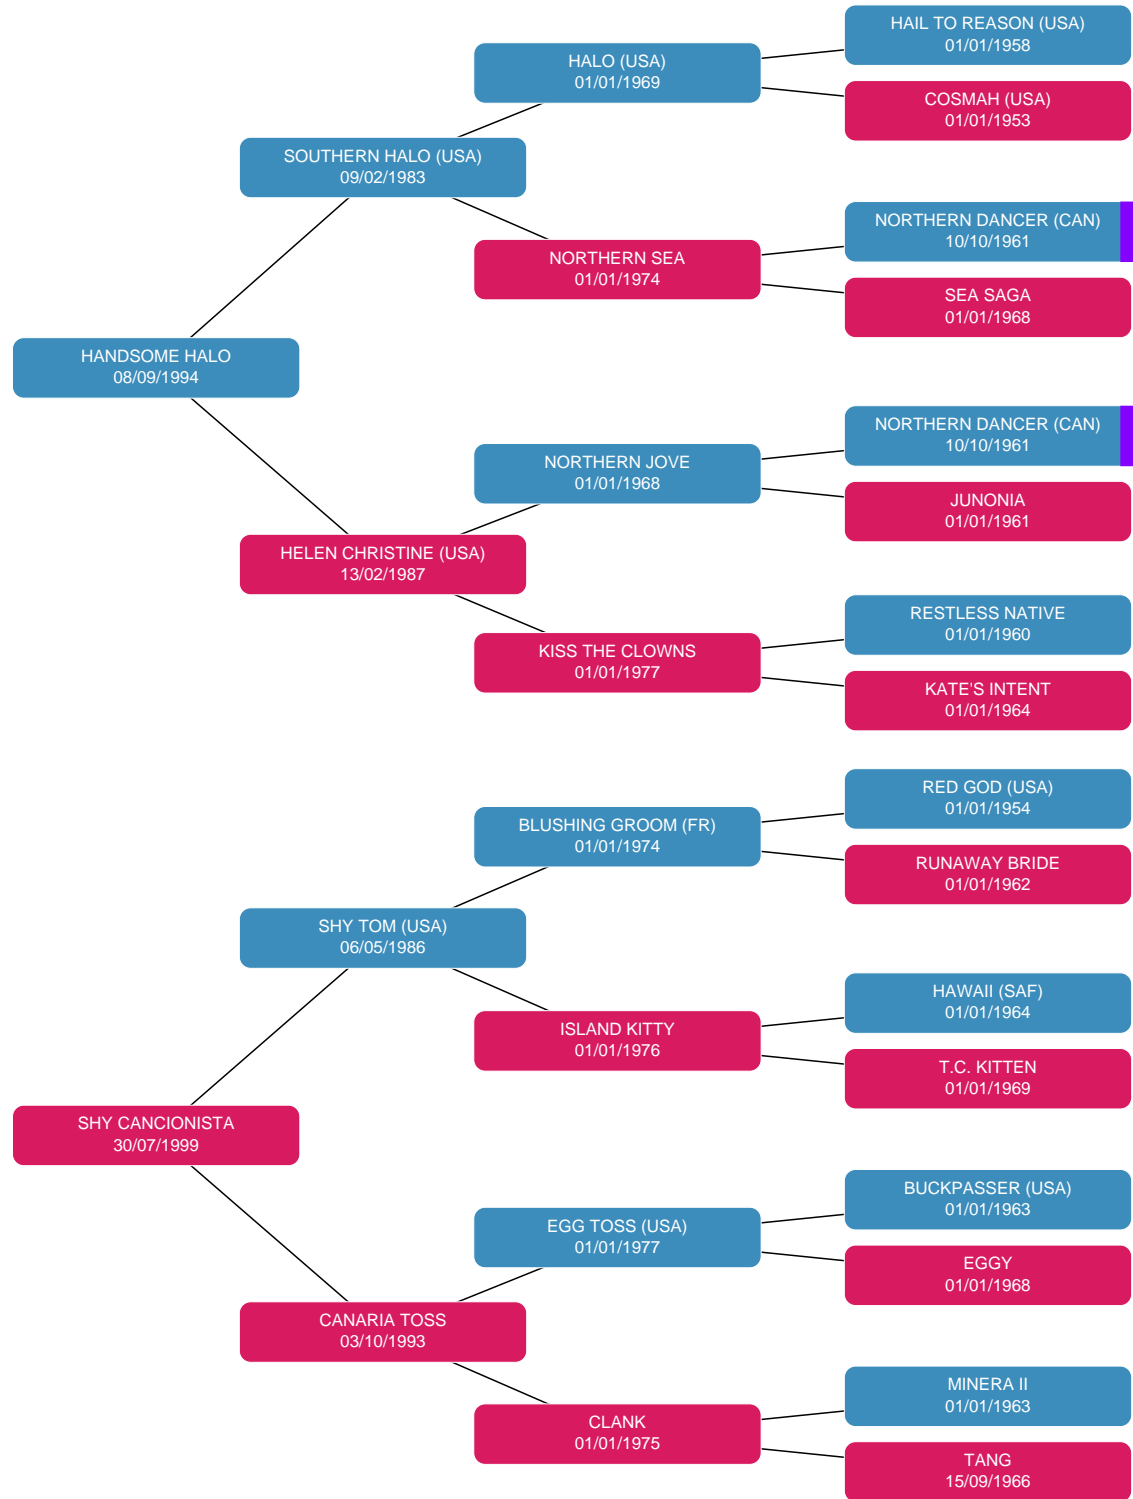 HAIL TO REASON (USA)
01/01/1958
HALO (USA)
01/01/1969
COSMAH (USA)
01/01/1953
SOUTHERN HALO (USA)
09/02/1983
NORTHERN DANCER (CAN)
10/10/1961
NORTHERN SEA
01/01/1974
SEA SAGA
01/01/1968
HANDSOME HALO
08/09/1994
NORTHERN DANCER (CAN)
10/10/1961
NORTHERN JOVE
01/01/1968
JUNONIA
01/01/1961
HELEN CHRISTINE (USA)
13/02/1987
RESTLESS NATIVE
01/01/1960
KISS THE CLOWNS
01/01/1977
KATE'S INTENT
01/01/1964
RED GOD (USA)
01/01/1954
BLUSHING GROOM (FR)
01/01/1974
RUNAWAY BRIDE
01/01/1962
SHY TOM (USA)
06/05/1986
HAWAII (SAF)
01/01/1964
ISLAND KITTY
01/01/1976
T.C. KITTEN
01/01/1969
SHY CANCIONISTA
30/07/1999
BUCKPASSER (USA)
01/01/1963
EGG TOSS (USA)
01/01/1977
EGGY
01/01/1968
CANARIA TOSS
03/10/1993
MINERA II
01/01/1963
CLANK
01/01/1975
TANG
15/09/1966